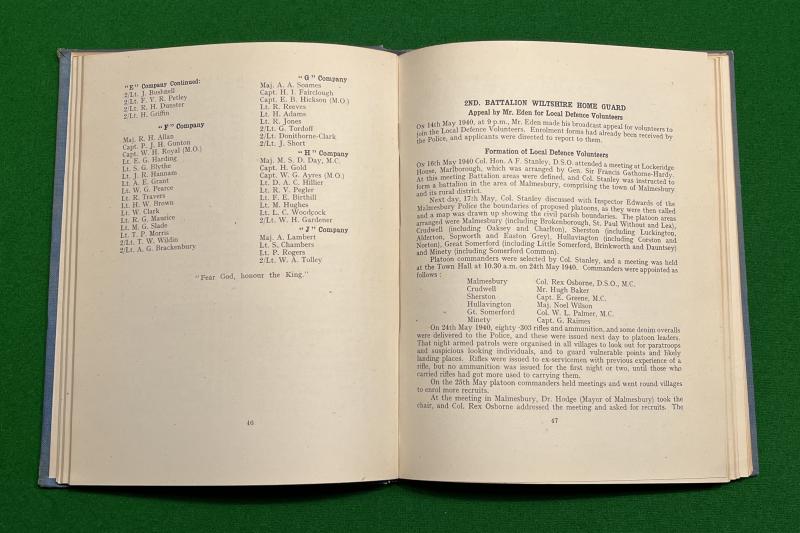 "E" Company Continued:
2/Lt. J. Bushnell
2/Lt. F. V. R. Petley
2/Lt. R. H. Dunster
2/Lt. H. Griffin
"F" Company
Maj. R. H. Allan
Capt. P. J. H. Gunton
Capt. W. H. Royal (M.O.)
Lt. E. G. Harding
Lt. S. G. Blythe
Lt. J. R. Hannam
Lt. A. E. Grant
Lt. W. G. Pearce
Lt. R. Travers
Lt. H. W. Brown
Lt. W. Clark
Lt. R. G. Maurice
Lt. M. G. Slade
Lt. T. P. Morris
2/Lt. T. W. Wildin
2/Lt. A. G. Brackenbury
"G" Company
Maj. A. A. Soames
Capt. H. I. Fairclough
Capt. E. B. Hickson (M.O.)
Lt. R. Reeves
Lt. H. Adams
Lt. R. Jones
2/Lt. G. Tordoff
2/Lt. Donithorne-Clark
2/Lt. J. Short
"H" Company
Maj. M. S. D. Day, M.C.
Capt. H. Gold
Capt. W. G. Ayres (M.O.)
Lt. D. A. C. Hillier
Lt. R. V. Pegler
Lt. F. E. Birthill
Lt. M. Hughes
Lt. L. C. Woodcock
2/Lt. W. H. Gardener
"J" Company
Maj. A. Lambert
Lt. S. Chambers
Lt. P. Rogers
2/Lt. W. A. Tolley
"Fear God, honour the King."
46
2ND. BATTALION WILTSHIRE HOME GUARD
Appeal by Mr. Eden for Local Defence Volunteers
On 14th May 1940, at 9 p.m., Mr. Eden made his broadcast appeal for volunteers to
join the Local Defence Volunteers. Enrolment forms had already been received by
the Police, and applicants were directed to report to them.
Formation of Local Defence Volunteers
On 16th May 1940 Col. Hon. A.F. Stanley, D.S.O. attended a meeting at Lockeridge
House, Marlborough, which was arranged by Gen. Sir Francis Gathorne-Hardy.
At this meeting Battalion areas were defined, and Col. Stanley was instructed to
form a battalion in the area of Malmesbury, comprising the town of Malmesbury
and its rural district.
Next day, 17th May, Col. Stanley discussed with Inspector Edwards of the
Malmesbury Police the boundaries of proposed platoons, as they were then called
and a map was drawn up showing the civil parish boundaries. The platoon areas
arranged were Malmesbury (including Brokenborough, St. Paul Without and Lea),
Crudwell (including Oaksey and Charlton), Sherston (including Luckington,
Alderton, Sopworth and Easton Grey), Hullavington (including Corston and
Norton), Great Somerford (including Little Somerford, Brinkworth and Dauntsey)
and Minety (including Somerford Common).
Platoon commanders were selected by Col. Stanley, and a meeting was held
at the Town Hall at 10.30 a.m. on 24th May 1940. Commanders were appointed as
follows :
Malmesbury Col. Rex Osborne, D.S.O., M.C.
Crudwell Mr. Hugh Baker
Sherston Capt. E. Greene, M.C.
Hullavington Maj. Noel Wilson
Gt. Somerford Col. W. L. Palmer, M.C.
Minety Capt. G. Raimes
On 24th May 1940, eighty ·303 rifles and ammunition, and some denim overalls
were delivered to the Police, and these were issued next day to platoon leaders.
That night armed patrols were organised in all villages to look out for paratroops
and suspicious looking individuals, and to guard vulnerable points and likely
landing places. Rifles were issued to ex-servicemen with previous experience of a
rifle, but no ammunition was issued for the first night or two, until those who
carried rifles had got more used to carrying them.
On the 25th May platoon commanders held meetings and went round villages
to enrol more recruits.
At the meeting in Malmesbury, Dr. Hodge (Mayor of Malmesbury) took the
chair, and Col. Rex Osborne addressed the meeting and asked for recruits. The
47